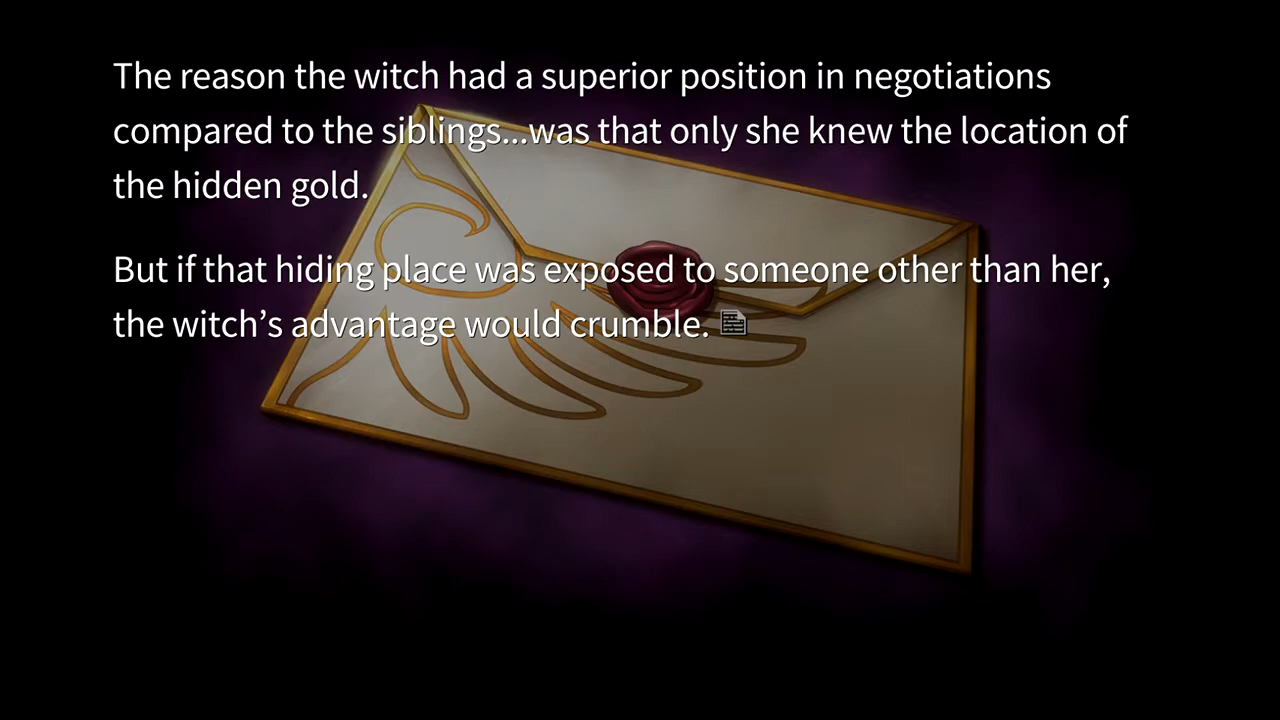 The reason the witch had a superior position in negotiations
compared to the siblings...was that only she knew the location of
the hidden gold.
But if that hiding place was exposed to someone other than her,
the witch’s advantage would crumble.